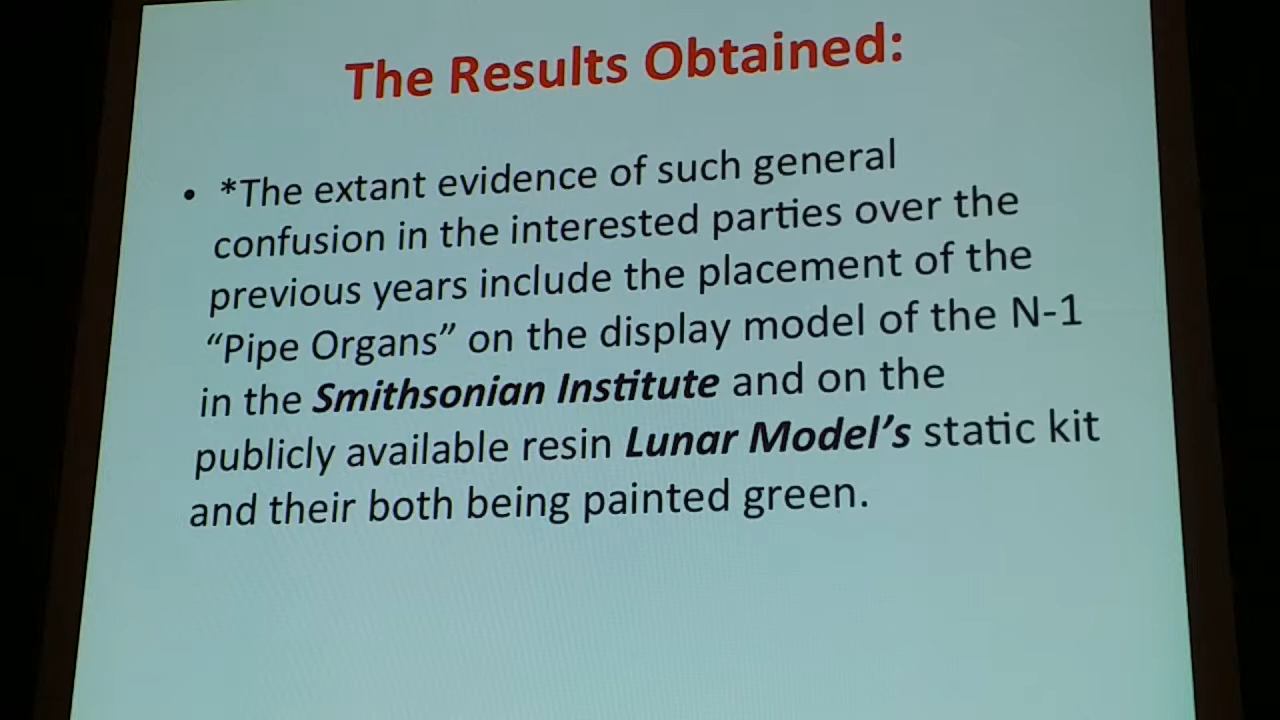 The Results Obtained:
• *The extant evidence of such general
confusion in the interested parties over the
previous years include the placement of the
“Pipe Organs” on the display model of the N-1
in the Smithsonian Institute and on the
publicly available resin Lunar Model’s static kit
and their both being painted green.